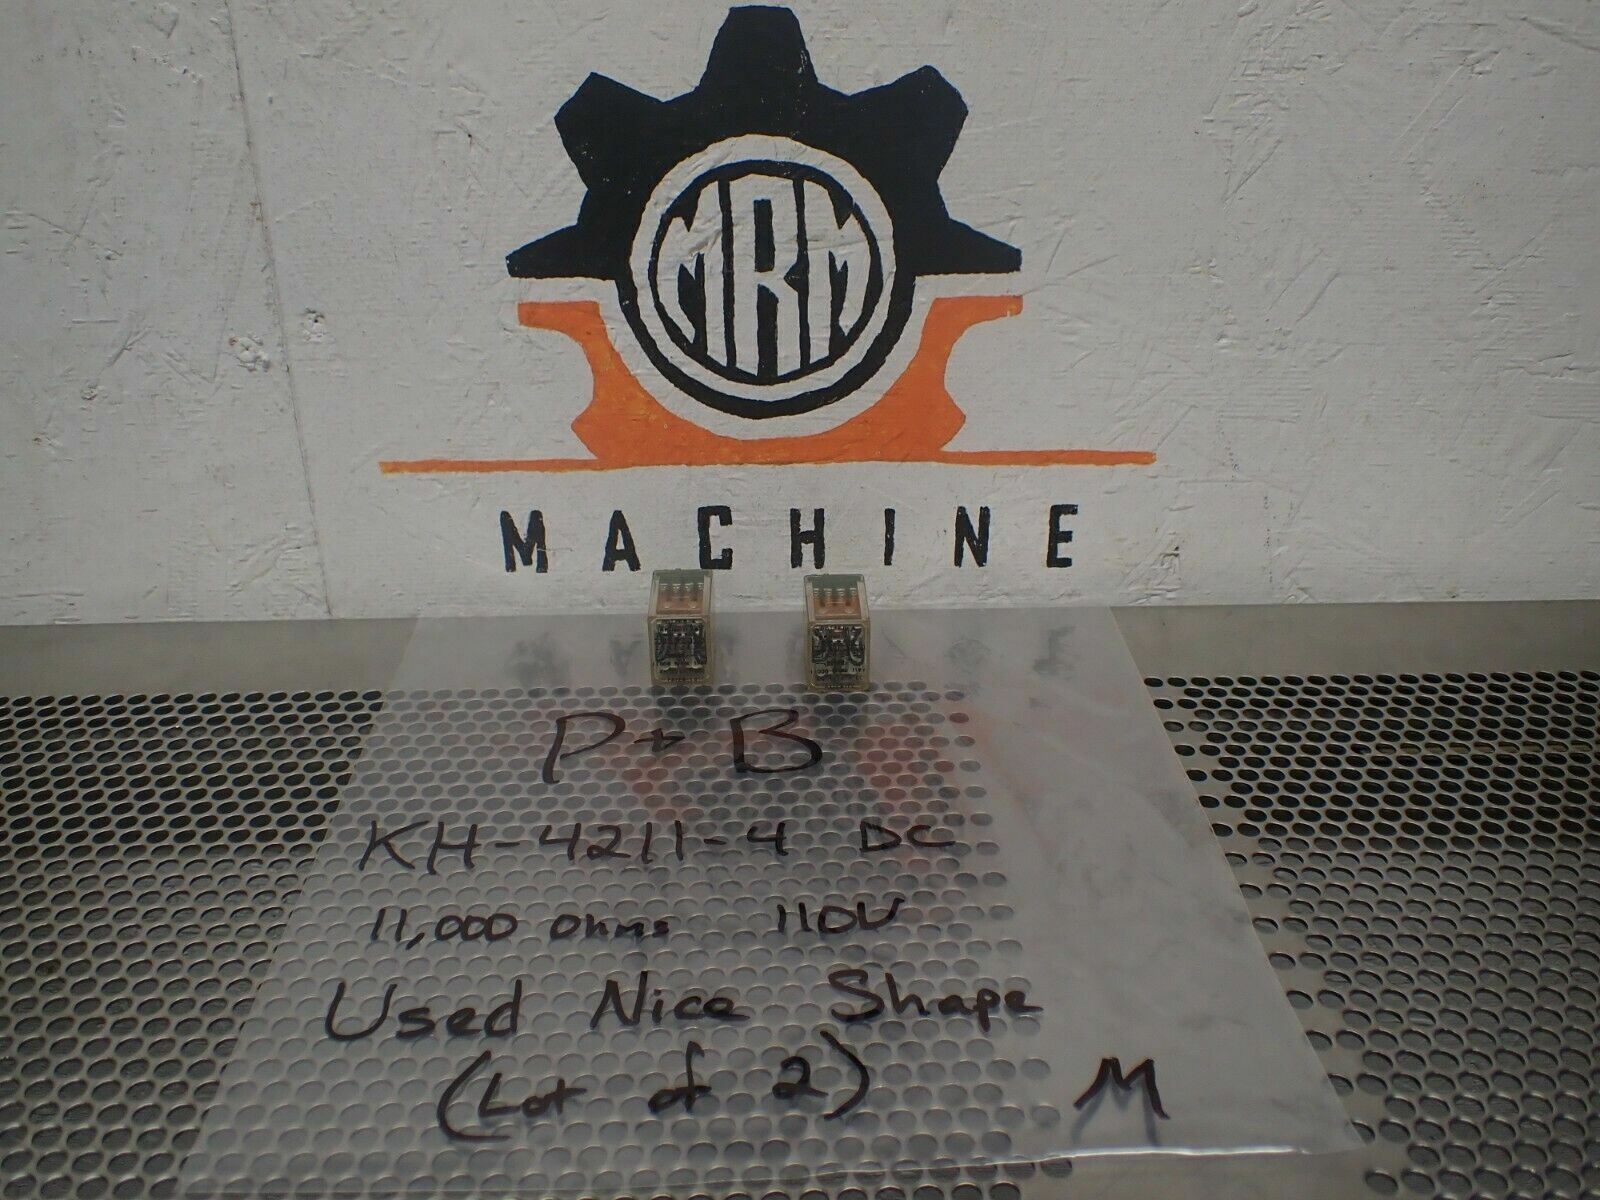 MRM
MACHINE
P+B
KH-4211-4 DC
11,000 Ohms 110V
Used Nice Shape
(Lot of 2) M